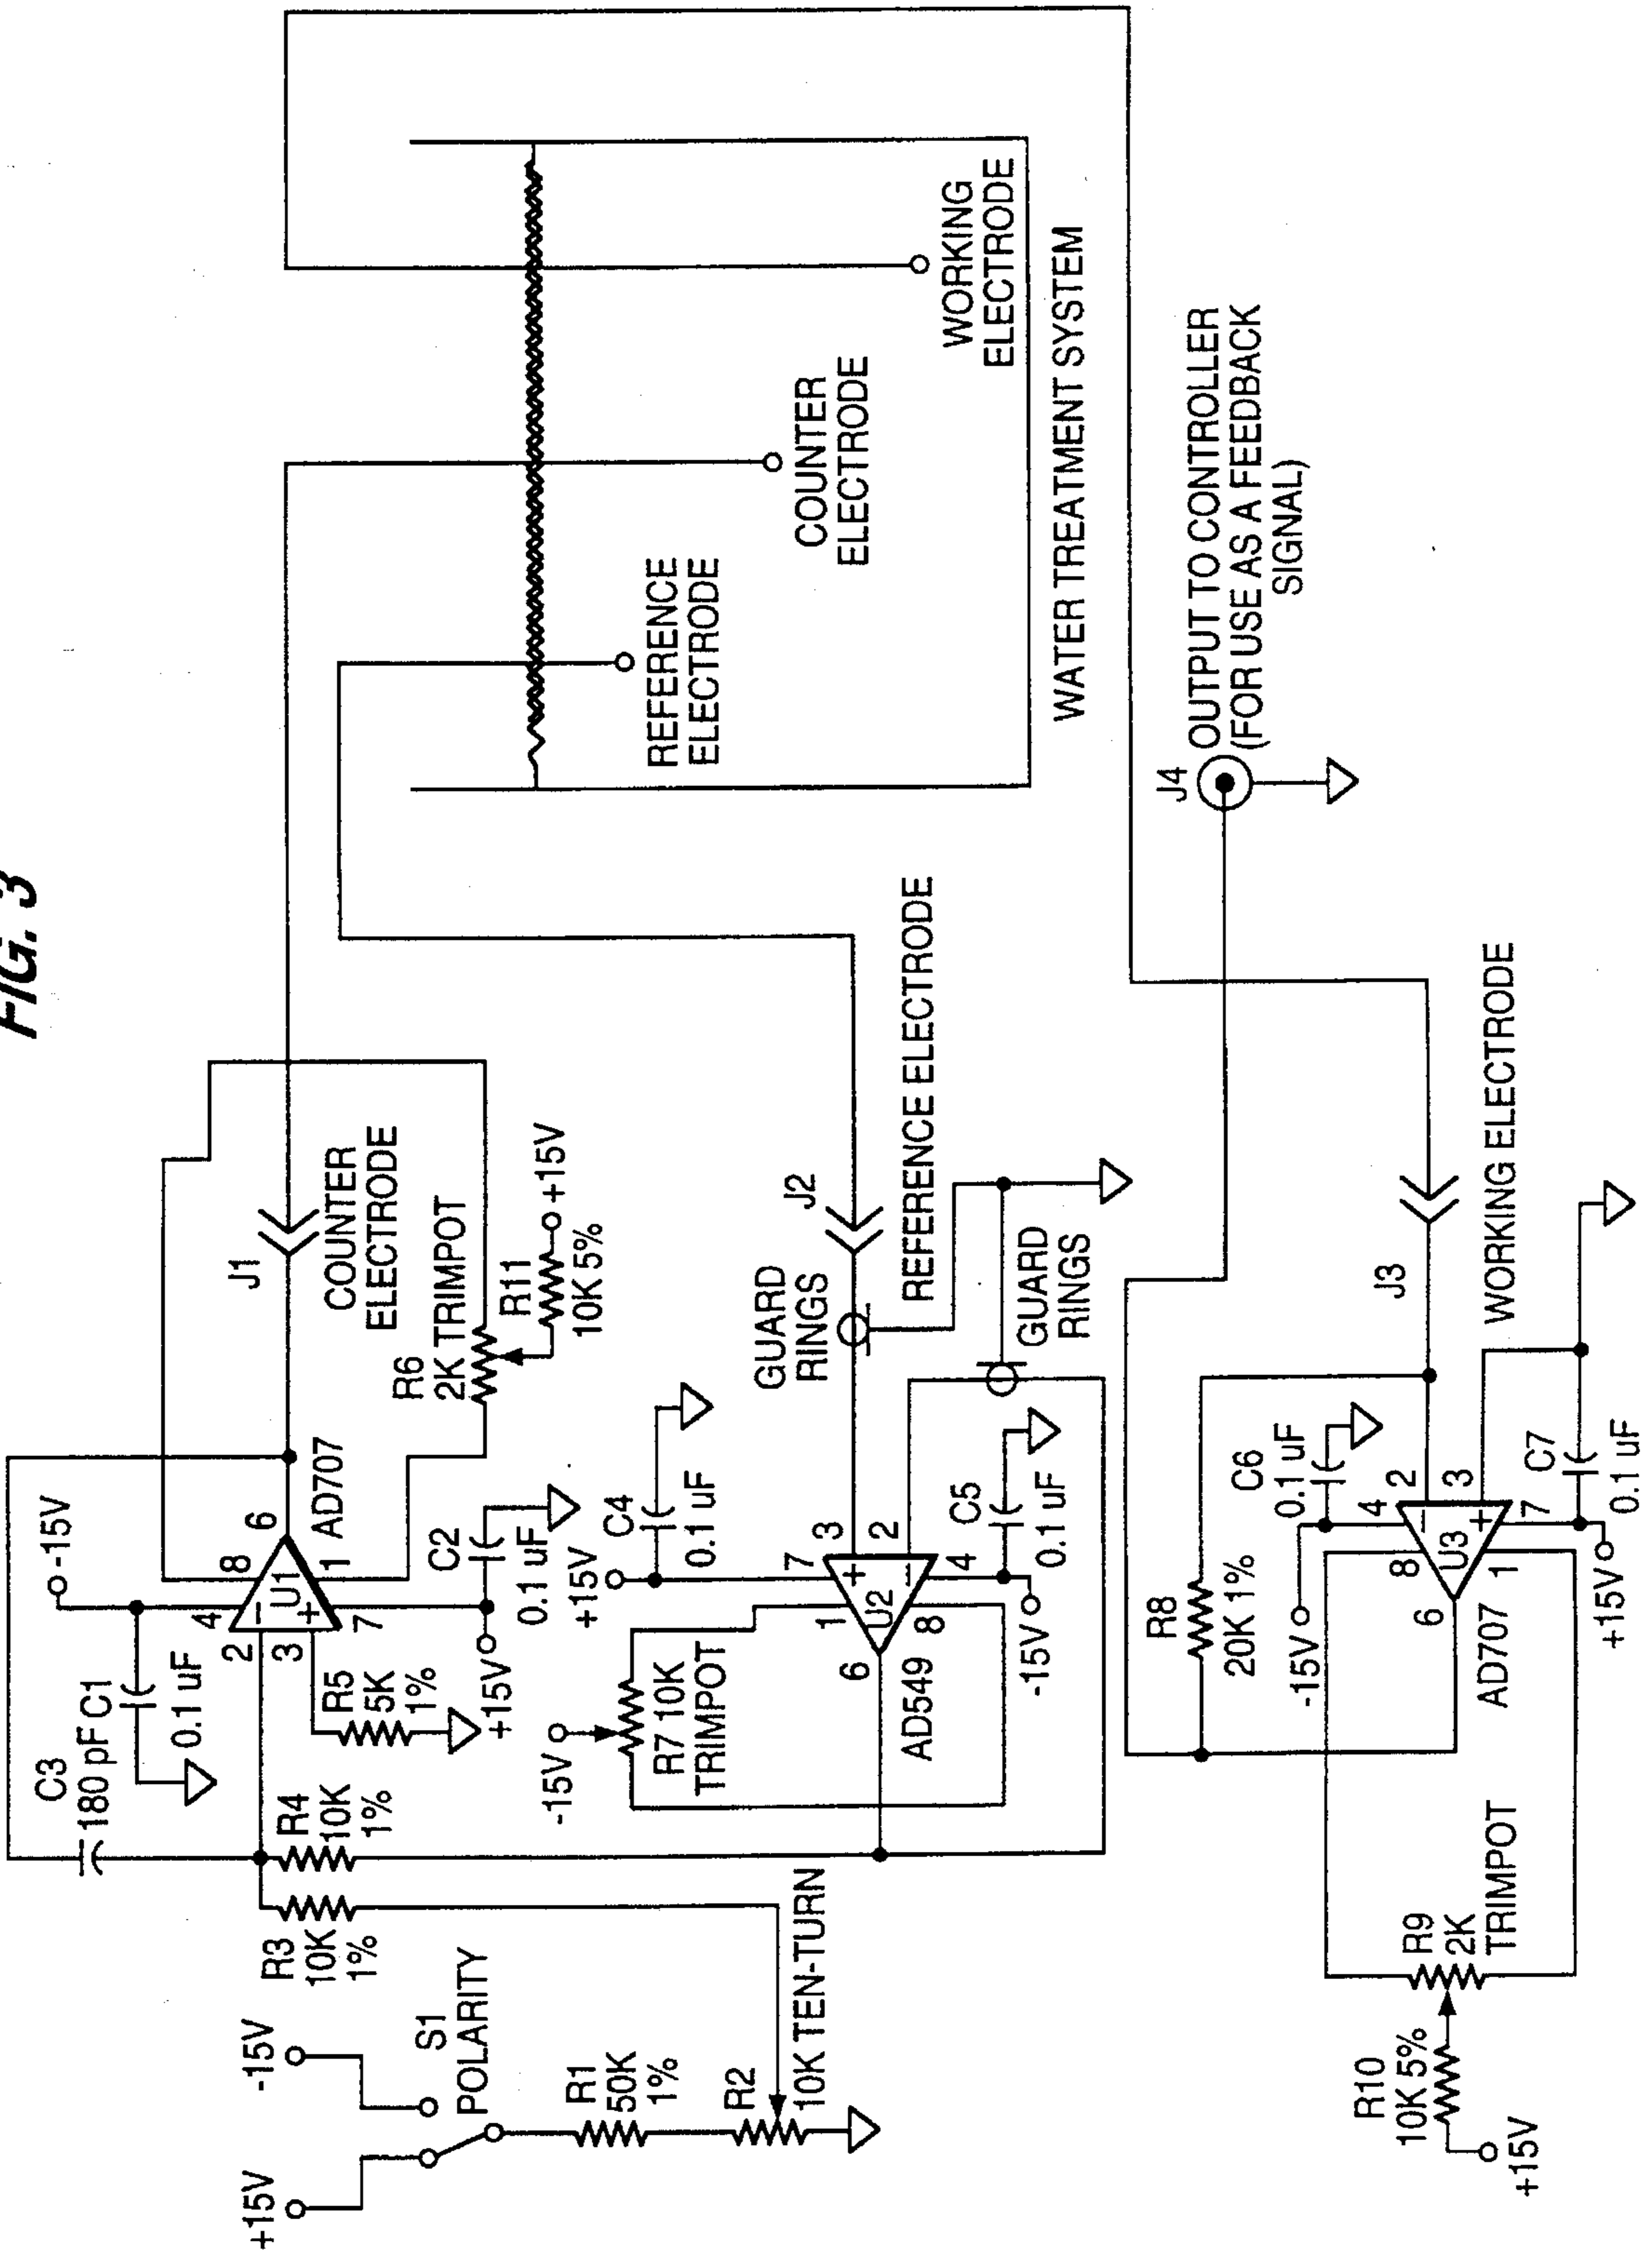 FIG. 3
C3
180 pF
C1
0.1 uF
-15V
4
2
3
7
8
1
6
U1
-
+
AD707
R5
5K
1%
+15V
C2
0.1 uF
J1
COUNTER
ELECTRODE
R6
2K TRIMPOT
R11
10K 5%
+15V
+15V
-15V
S1
POLARITY
R3
10K
1%
R4
10K
1%
R1
50K
1%
R2
10K TEN-TURN
-15V
R7 10K
TRIMPOT
+15V
C4
0.1 uF
7
1
3
2
6
8
4
U2
+
-
AD549
-15V
C5
0.1 uF
GUARD
RINGS
J2
REFERENCE ELECTRODE
GUARD
RINGS
REFERENCE
ELECTRODE
COUNTER
ELECTRODE
WORKING
ELECTRODE
WATER TREATMENT SYSTEM
J4
OUTPUT TO CONTROLLER
(FOR USE AS A FEEDBACK
SIGNAL)
R8
20K 1%
-15V
C6
0.1 uF
4
2
8
3
6
1
7
U3
-
+
AD707
+15V
C7
0.1 uF
J3
WORKING ELECTRODE
R9
2K
TRIMPOT
R10
10K 5%
+15V